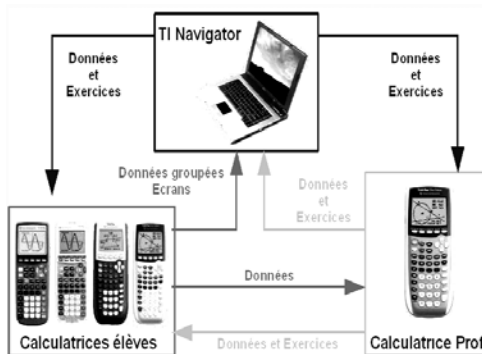 TI Navigator
Données
et
Exercices
Données
et
Exercices
Données groupées
Ecrans
Données
et
Exercices
Données
Données et Exercices
Calculatrices élèves
Calculatrice Prof